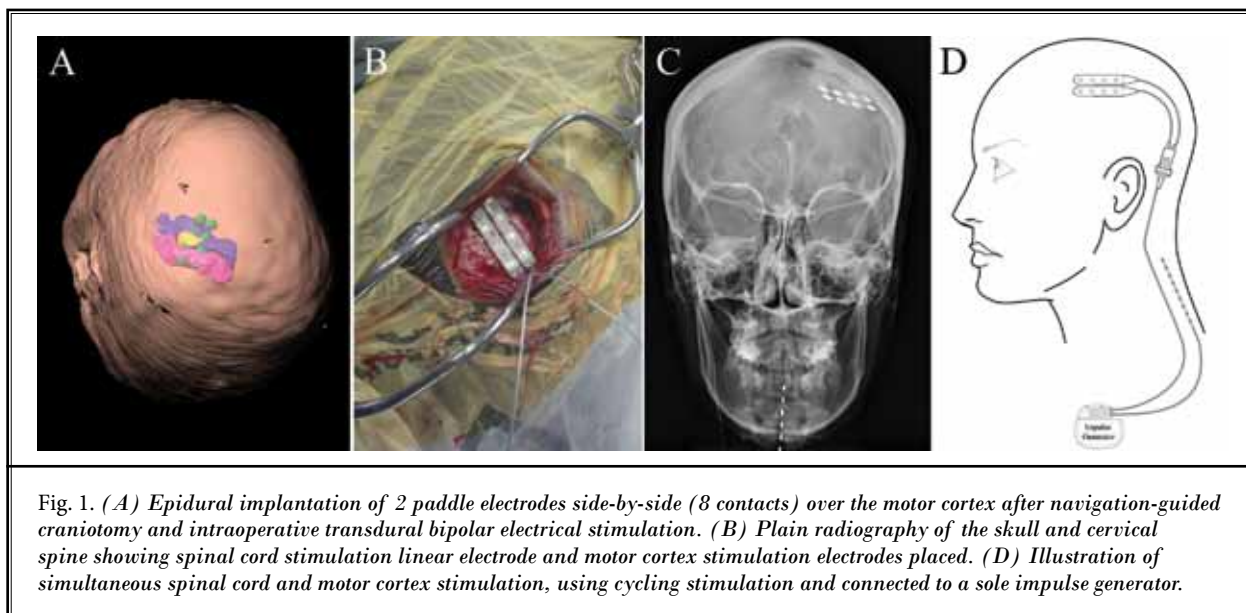 A B C D
Impulse
Generator
Fig. 1. (A) Epidural implantation of 2 paddle electrodes side-by-side (8 contacts) over the motor cortex after navigation-guided
craniotomy and intraoperative transdural bipolar electrical stimulation. (B) Plain radiography of the skull and cervical
spine showing spinal cord stimulation linear electrode and motor cortex stimulation electrodes placed. (D) Illustration of
simultaneous spinal cord and motor cortex stimulation, using cycling stimulation and connected to a sole impulse generator.